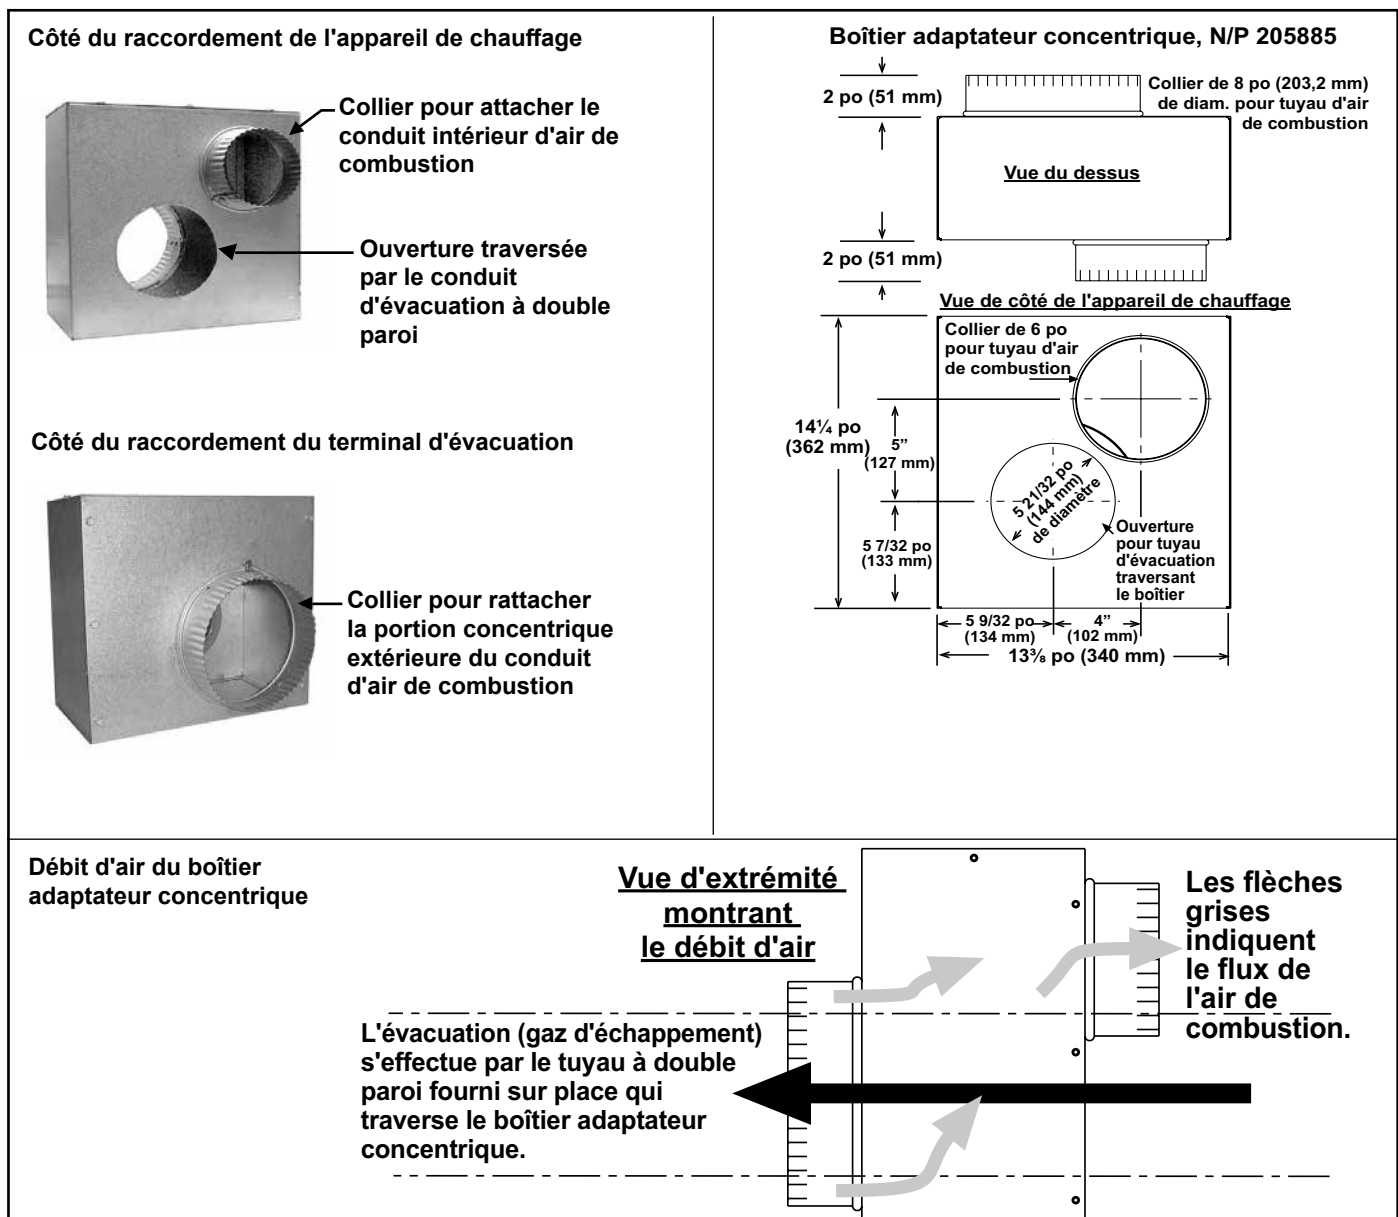 Côté du raccordement de l'appareil de chauffage
Collier pour attacher le
conduit intérieur d'air de
combustion
Ouverture traversée
par le conduit
d'évacuation à double
paroi
Côté du raccordement du terminal d'évacuation
Collier pour rattacher
la portion concentrique
extérieure du conduit
d'air de combustion
Boîtier adaptateur concentrique, N/P 205885
2 po (51 mm)
Collier de 8 po (203,2 mm)
de diam. pour tuyau d'air
de combustion
Vue du dessus
2 po (51 mm)
Vue de côté de l'appareil de chauffage
Collier de 6 po
pour tuyau d'air
de combustion
14¼ po
(362 mm)
5”
(127 mm)
5 21/32 po
(144 mm)
de diamètre
Ouverture
pour tuyau
d'évacuation
traversant
le boîtier
5 7/32 po
(133 mm)
5 9/32 po
(134 mm)
4”
(102 mm)
13⅜ po (340 mm)
Débit d'air du boîtier
adaptateur concentrique
Vue d'extrémité
montrant
le débit d'air
Les flèches
grises
indiquent
le flux de
l'air de
combustion.
L'évacuation (gaz d'échappement)
s'effectue par le tuyau à double
paroi fourni sur place qui
traverse le boîtier adaptateur
concentrique.